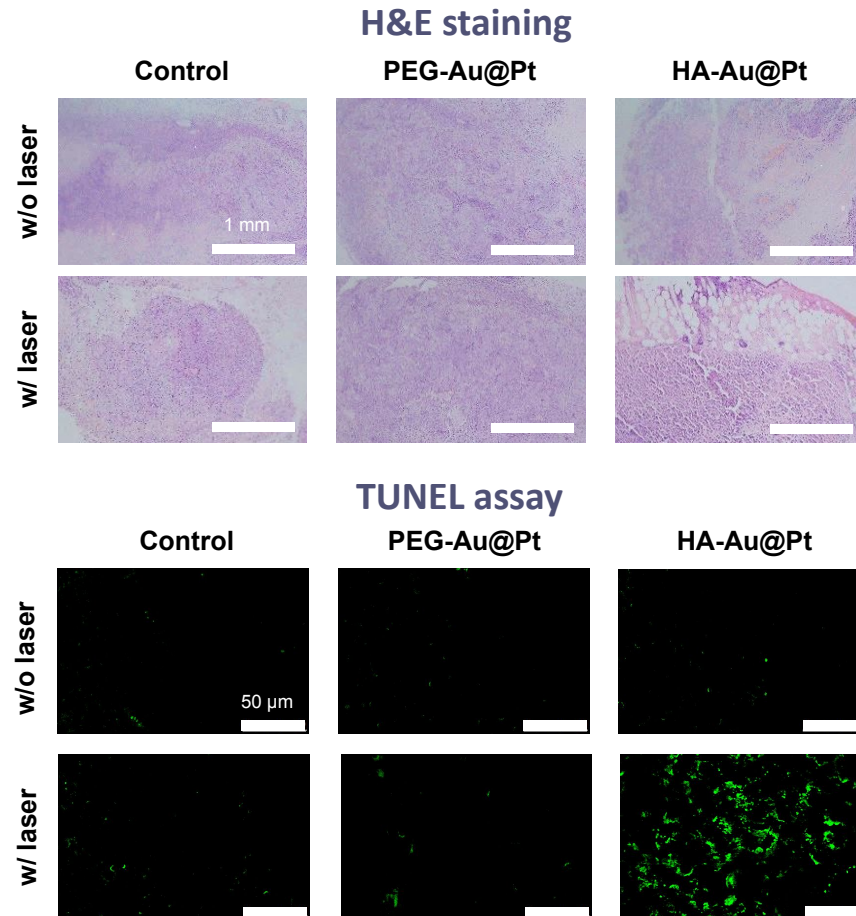 H&E staining
Control PEG-Au@Pt HA-Au@Pt
w/o laser
1 mm
w/ laser
TUNEL assay
Control PEG-Au@Pt HA-Au@Pt
w/o laser
50 µm
w/ laser